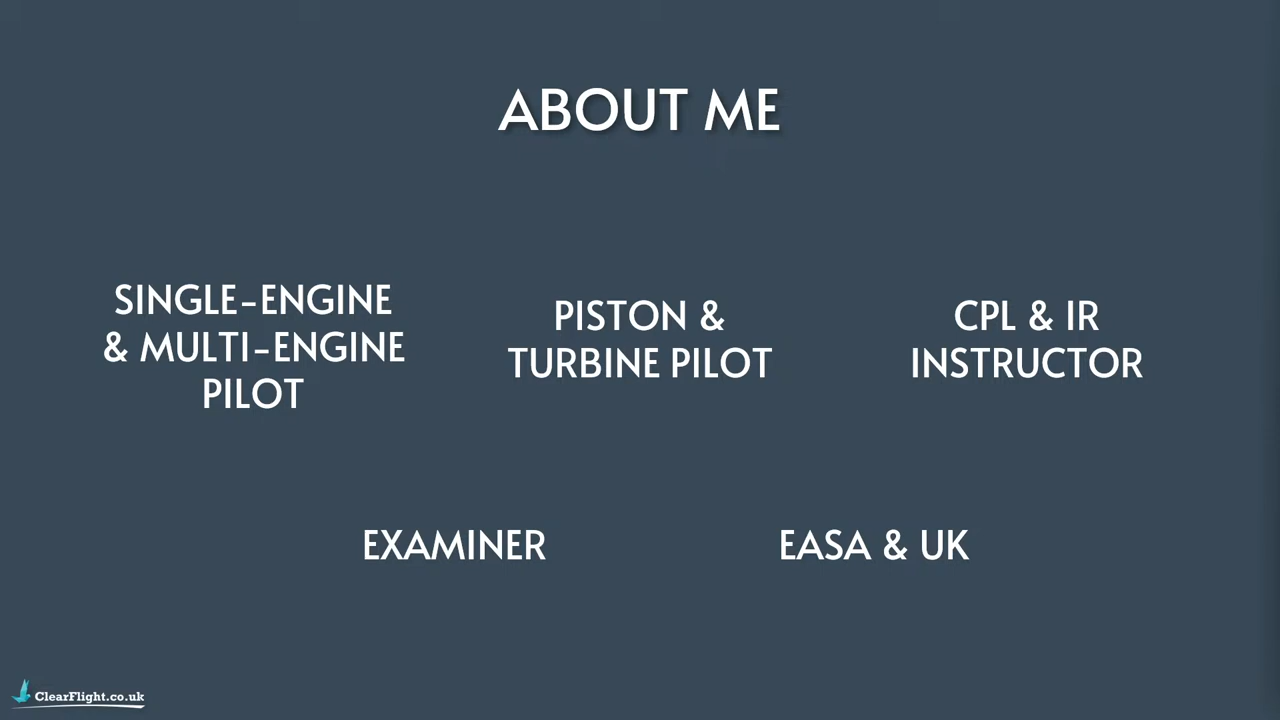 ABOUT ME
SINGLE-ENGINE
& MULTI-ENGINE
PILOT
PISTON &
TURBINE PILOT
CPL & IR
INSTRUCTOR
EXAMINER
EASA & UK
ClearFlight.co.uk